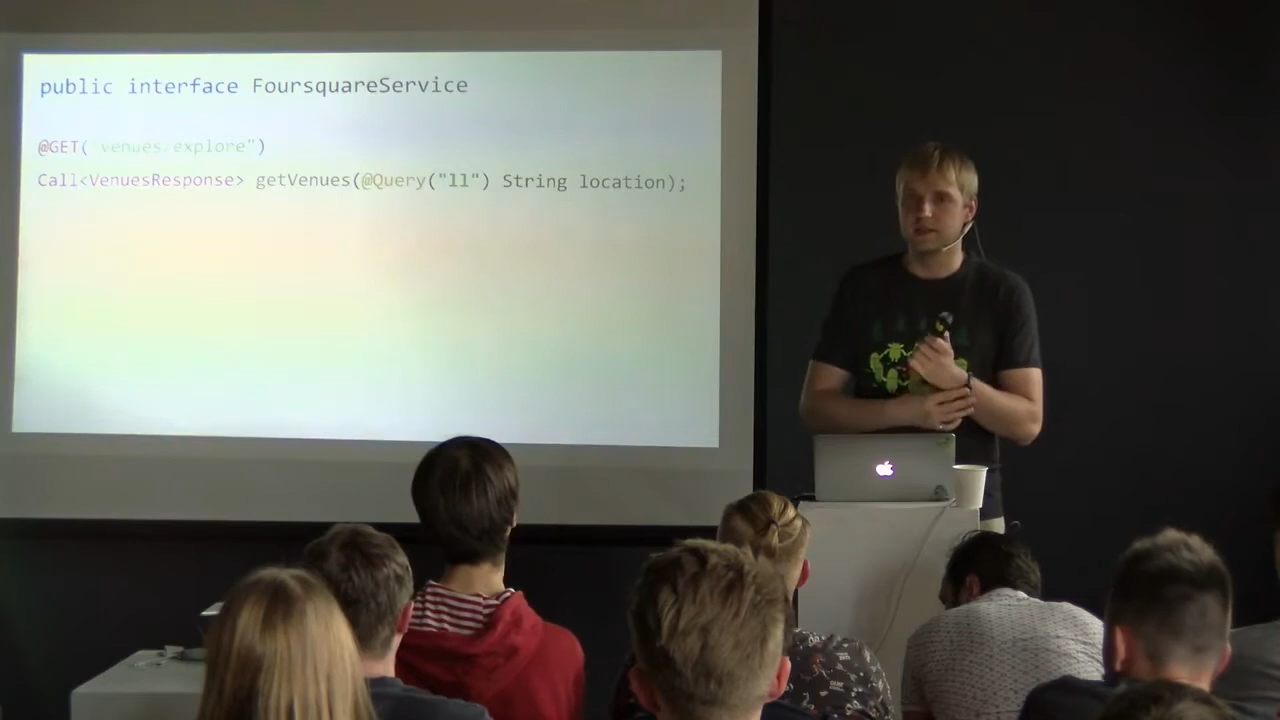 public interface FoursquareService
@GET("venues/explore")
Call<VenuesResponse> getVenues(@Query("ll") String location);